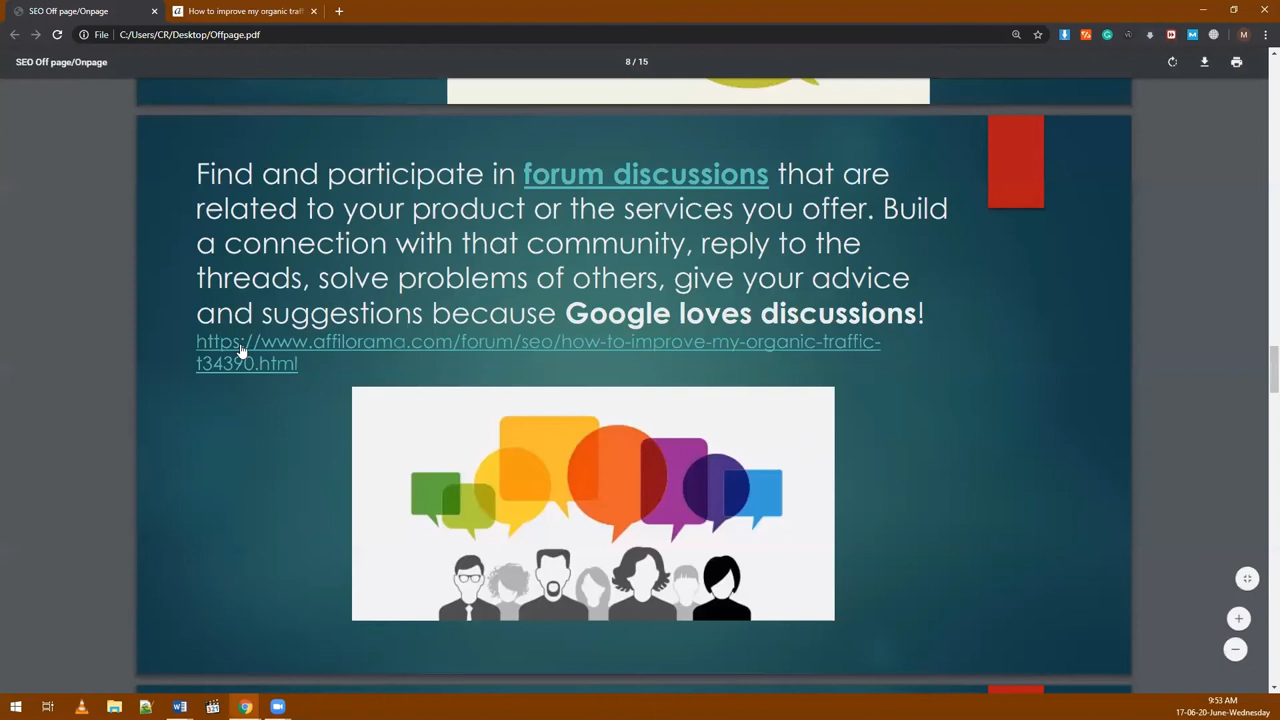 SEO Off page/Onpage
How to improve my organic traf
File
C:/Users/CR/Desktop/Offpage.pdf
M
SEO Off page/Onpage
8 / 15
Find and participate in forum discussions that are
related to your product or the services you offer. Build
a connection with that community, reply to the
threads, solve problems of others, give your advice
and suggestions because Google loves discussions!
https://www.affilorama.com/forum/seo/how-to-improve-my-organic-traffic-
t34390.html
9:53 AM
17-06-20-June-Wednesday